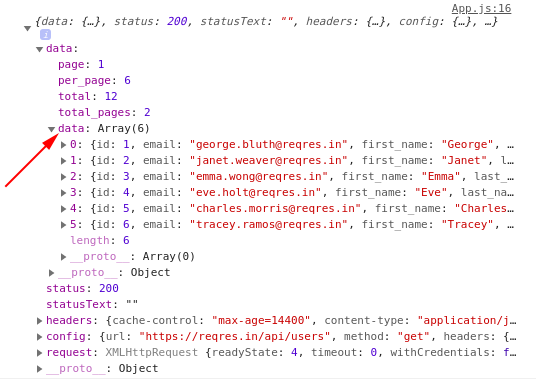 App.js:16
{data: {…}, status: 200, statusText: "", headers: {…}, config: {…}, …}
i
data:
page: 1
per_page: 6
total: 12
total_pages: 2
data: Array(6)
0: {id: 1, email: "george.bluth@reqres.in", first_name: "George", …
1: {id: 2, email: "janet.weaver@reqres.in", first_name: "Janet", l…
2: {id: 3, email: "emma.wong@reqres.in", first_name: "Emma", last_…
3: {id: 4, email: "eve.holt@reqres.in", first_name: "Eve", last_na…
4: {id: 5, email: "charles.morris@reqres.in", first_name: "Charles…
5: {id: 6, email: "tracey.ramos@reqres.in", first_name: "Tracey", …
length: 6
__proto__: Array(0)
__proto__: Object
status: 200
statusText: ""
headers: {cache-control: "max-age=14400", content-type: "application/j…
config: {url: "https://reqres.in/api/users", method: "get", headers: {…
request: XMLHttpRequest {readyState: 4, timeout: 0, withCredentials: f…
__proto__: Object